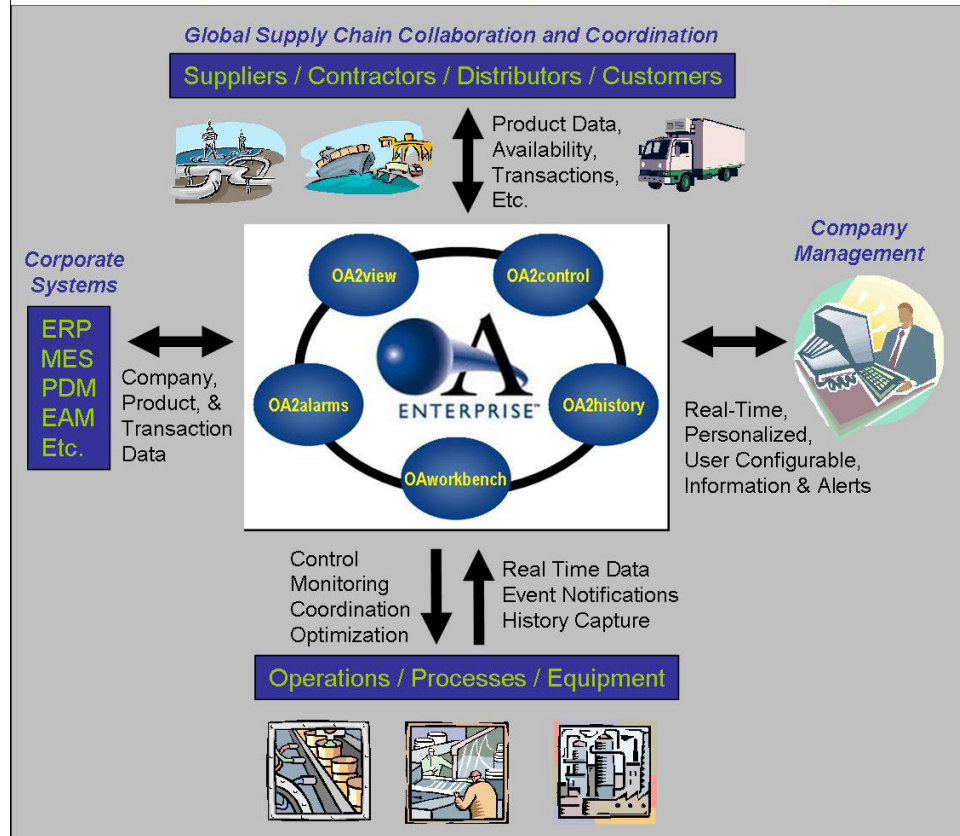 Global Supply Chain Collaboration and Coordination
Suppliers / Contractors / Distributors / Customers
Product Data,
Availability,
Transactions,
Etc.
Corporate
Systems
ERP
MES
PDM
EAM
Etc.
Company,
Product, &
Transaction
Data
OA2view
OA2control
OA2alarms
A
ENTERPRISE™
OA2history
OAworkbench
Company
Management
Real-Time,
Personalized,
User Configurable,
Information & Alerts
Control
Monitoring
Coordination
Optimization
Real Time Data
Event Notifications
History Capture
Operations / Processes / Equipment